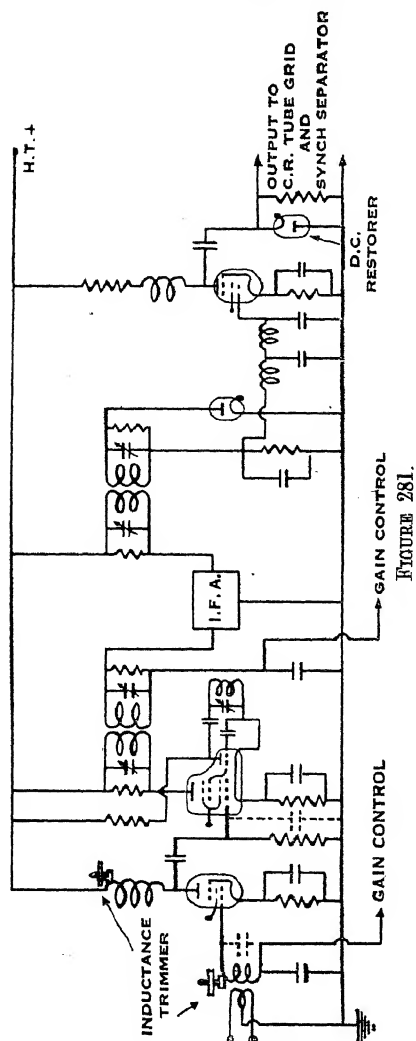 H.T.+
OUTPUT TO
C.R. TUBE GRID
AND
SYNCH SEPARATOR
D.C.
RESTORER
I.F.A.
GAIN CONTROL
GAIN CONTROL
INDUCTANCE
TRIMMER
FIGURE 281.